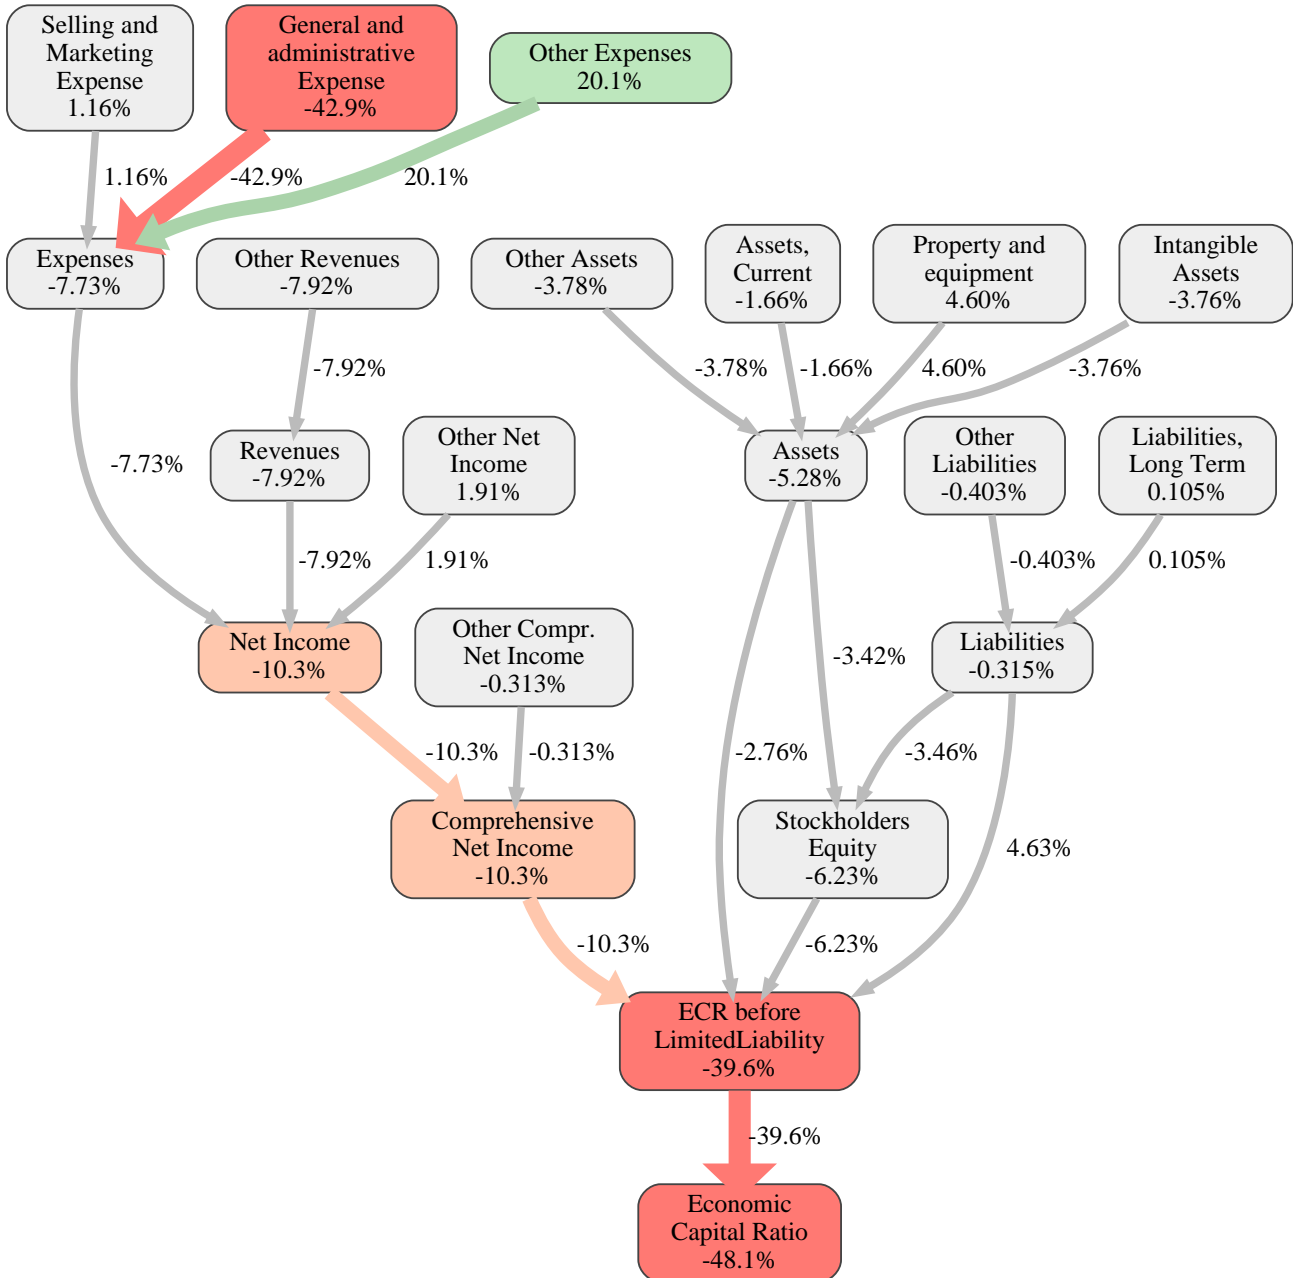 Selling and
Marketing
Expense
1.16%
General and
administrative
Expense
-42.9%
Other Expenses
20.1%
1.16%
-42.9%
20.1%
Expenses
-7.73%
Other Revenues
-7.92%
Other Assets
-3.78%
Assets,
Current
-1.66%
Property and
equipment
4.60%
Intangible
Assets
-3.76%
-7.92%
-3.78%
-1.66%
4.60%
-3.76%
-7.73%
Revenues
-7.92%
Other Net
Income
1.91%
Assets
-5.28%
Other
Liabilities
-0.403%
Liabilities,
Long Term
0.105%
-7.92%
1.91%
-0.403%
0.105%
Net Income
-10.3%
Other Compr.
Net Income
-0.313%
-3.42%
Liabilities
-0.315%
-10.3%
-0.313%
-2.76%
-3.46%
Comprehensive
Net Income
-10.3%
Stockholders
Equity
-6.23%
4.63%
-10.3%
-6.23%
ECR before
LimitedLiability
-39.6%
-39.6%
Economic
Capital Ratio
-48.1%